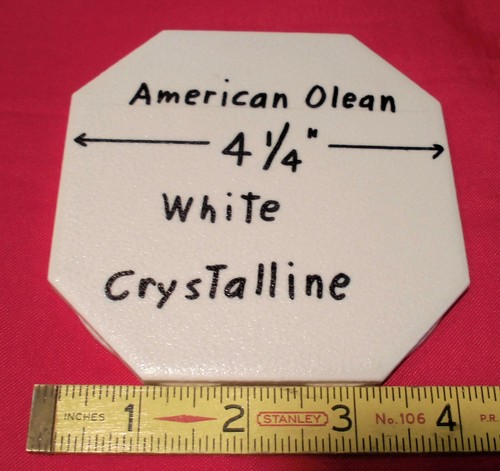 American Olean
4 1/4"
White
Crystalline
INCHES 1 2 STANLEY 3 No. 106 4 P.R.